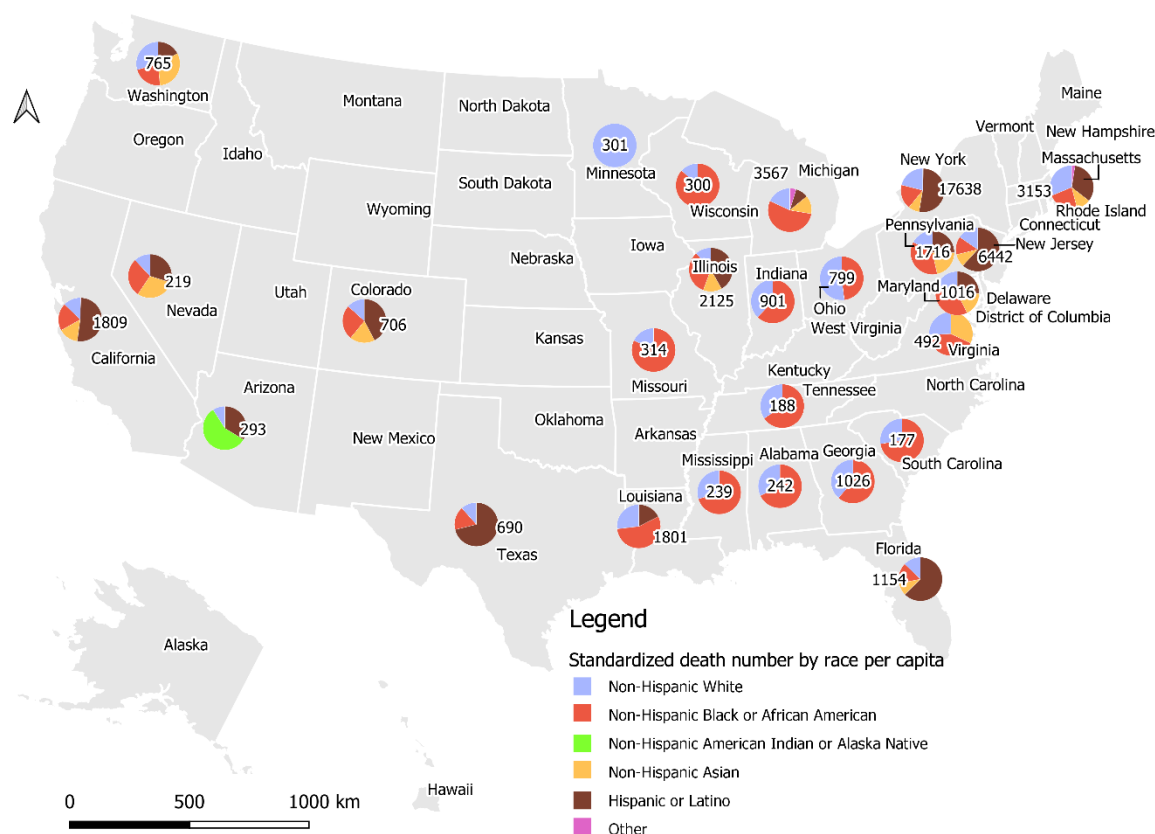 765
Washington
Oregon
Idaho
Montana
North Dakota
South Dakota
Wyoming
Nebraska
301
Minnesota
300
Wisconsin
3567
Michigan
Iowa
Illinois
2125
Indiana
901
799
Ohio
West Virginia
Maine
Vermont
New Hampshire
Massachusetts
3153
Rhode Island
Connecticut
New York
17638
Pennsylvania
1716
New Jersey
6442
Maryland
1016
Delaware
District of Columbia
492
Virginia
219
Nevada
Utah
Colorado
706
1809
California
Kansas
314
Missouri
Kentucky
Tennessee
188
North Carolina
Arizona
293
New Mexico
Oklahoma
Arkansas
177
South Carolina
Mississippi
239
Alabama
242
Georgia
1026
690
Texas
Louisiana
1801
Florida
1154
Alaska
Hawaii
0 500 1000 km
Legend
Standardized death number by race per capita
Non-Hispanic White
Non-Hispanic Black or African American
Non-Hispanic American Indian or Alaska Native
Non-Hispanic Asian
Hispanic or Latino
Other